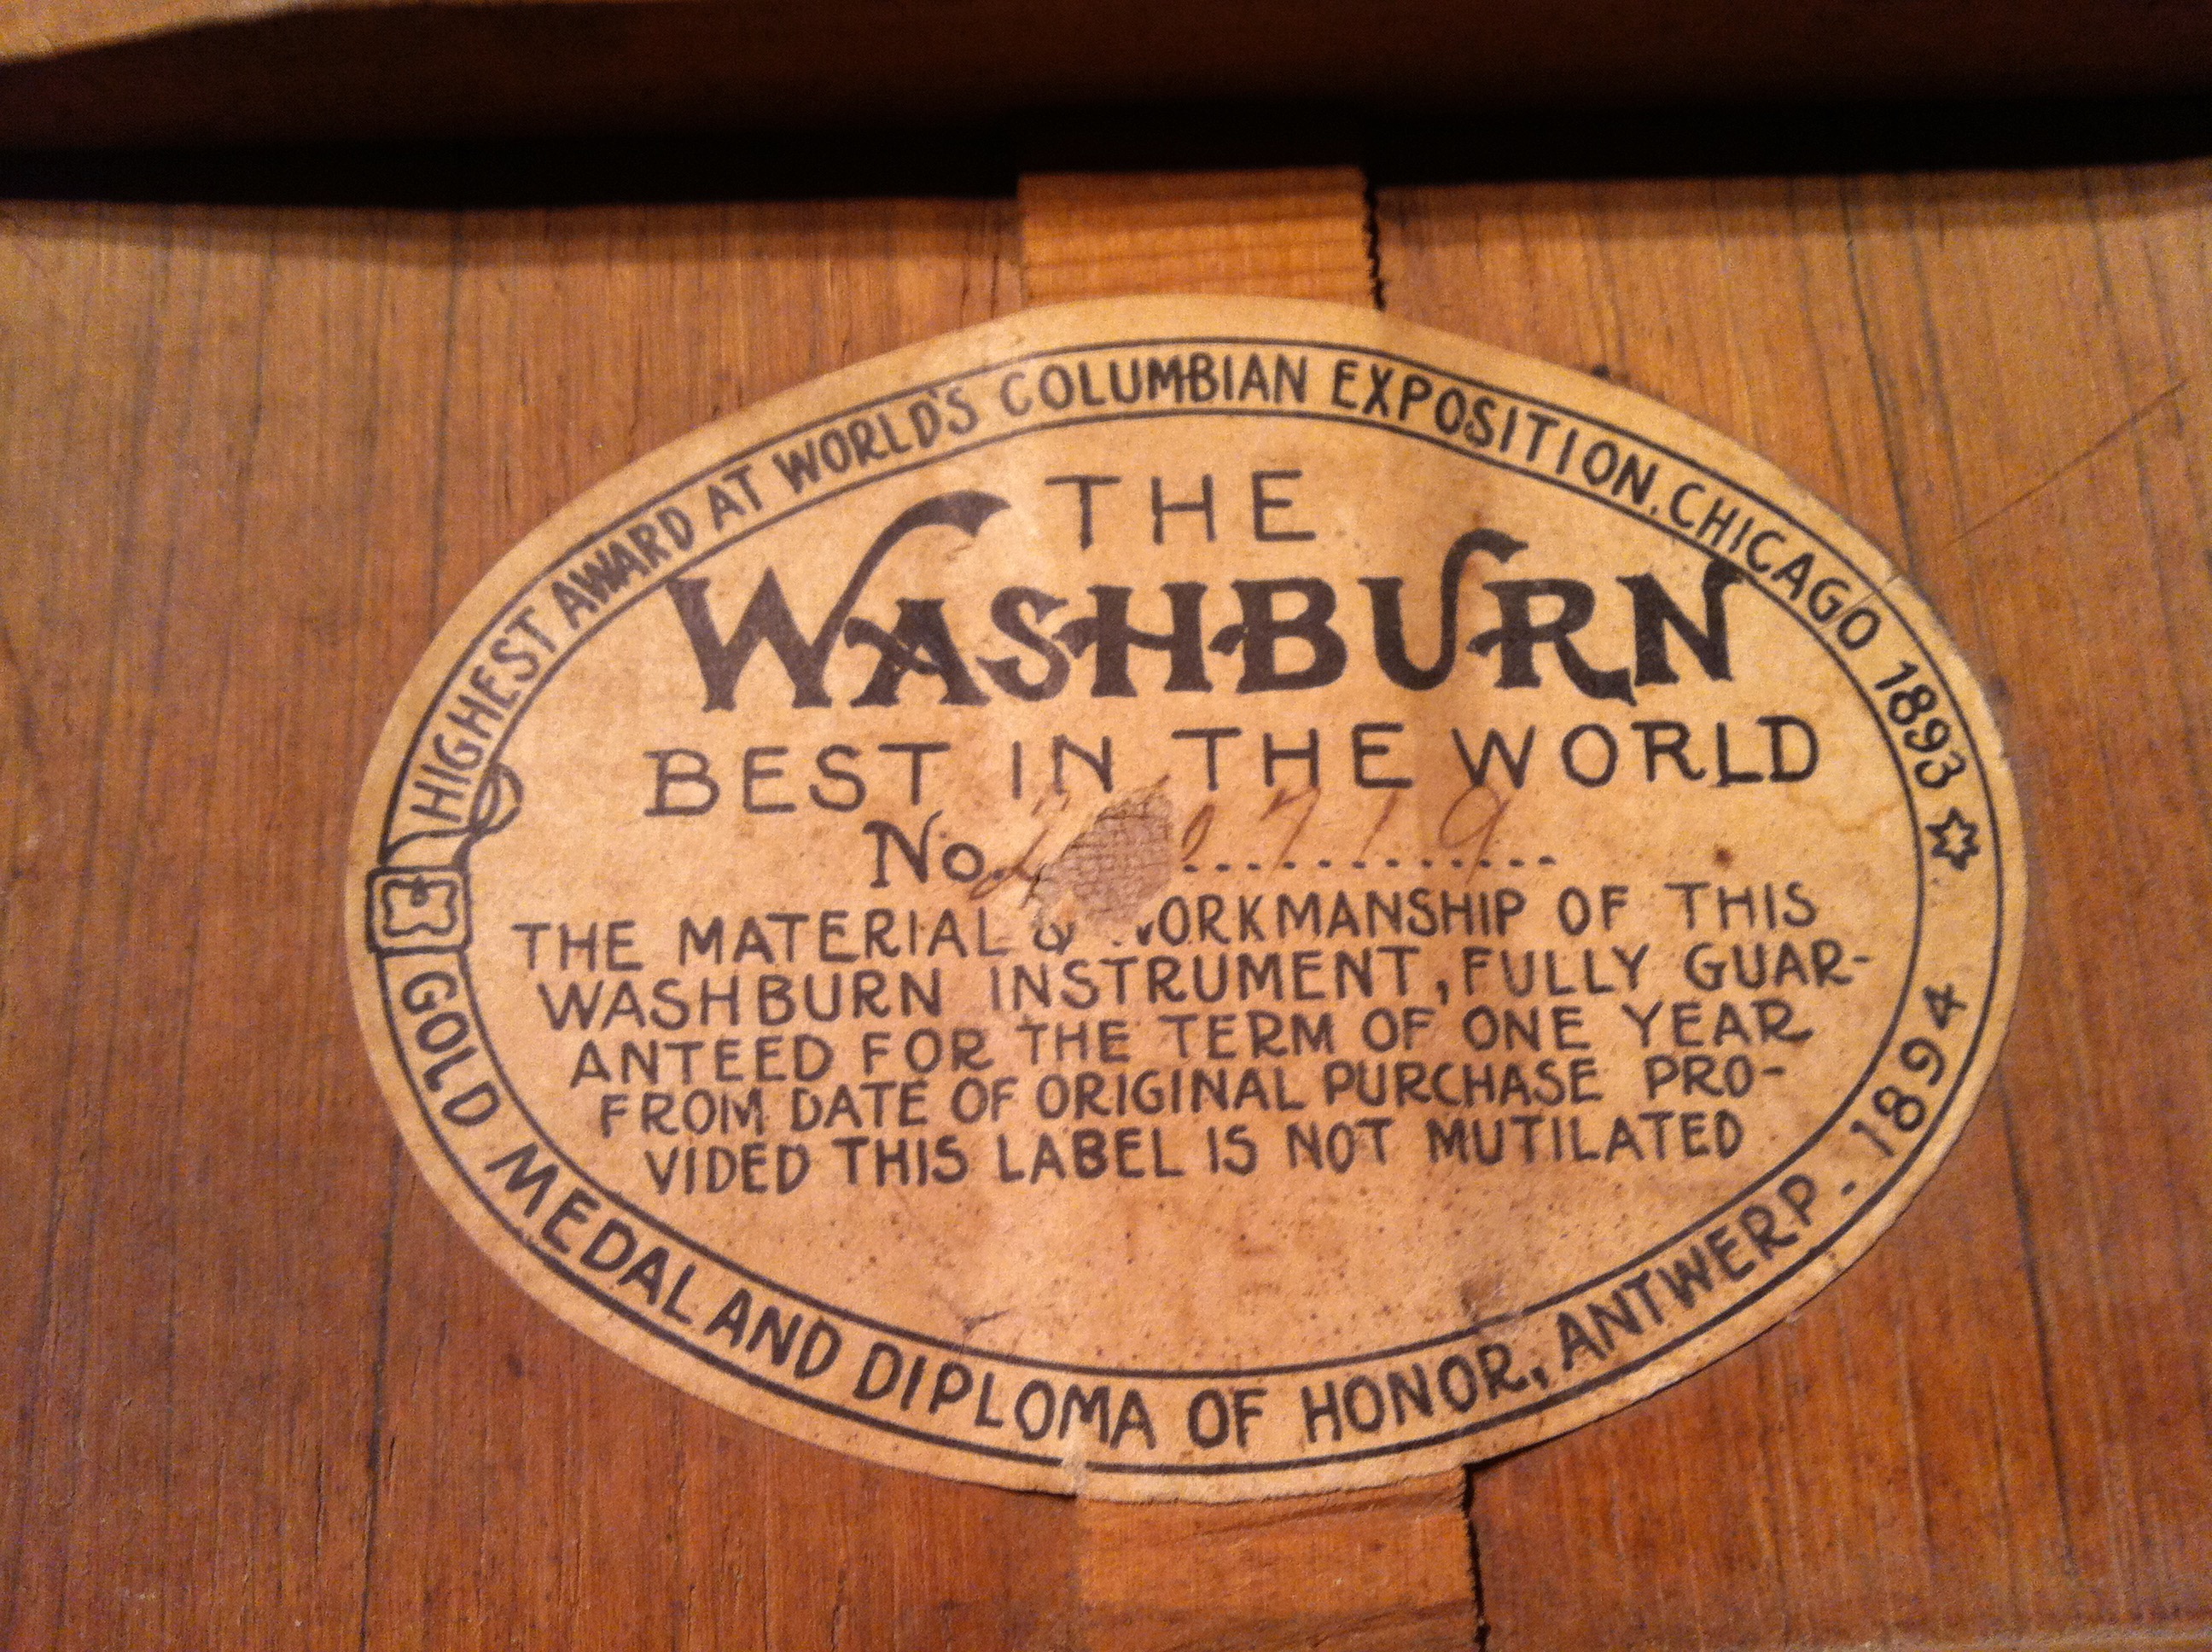 HIGHEST AWARD AT WORLD'S COLUMBIAN EXPOSITION. CHICAGO 1893
THE
WASHBURN
BEST IN THE WORLD
No.
THE MATERIAL & WORKMANSHIP OF THIS
WASHBURN INSTRUMENT, FULLY GUAR-
ANTEED FOR THE TERM OF ONE YEAR
FROM DATE OF ORIGINAL PURCHASE PRO-
VIDED THIS LABEL IS NOT MUTILATED
GOLD MEDAL AND DIPLOMA OF HONOR, ANTWERP. 1894